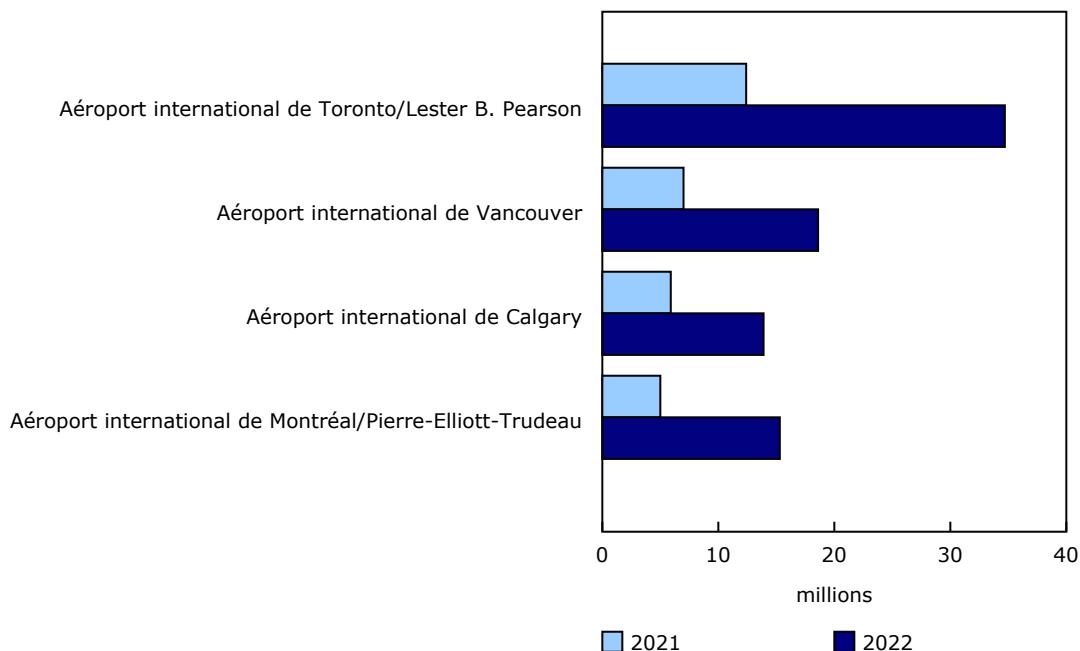 Aéroport international de Toronto/Lester B. Pearson
Aéroport international de Vancouver
Aéroport international de Calgary
Aéroport international de Montréal/Pierre-Elliott-Trudeau
0 10 20 30 40
millions
2021 2022